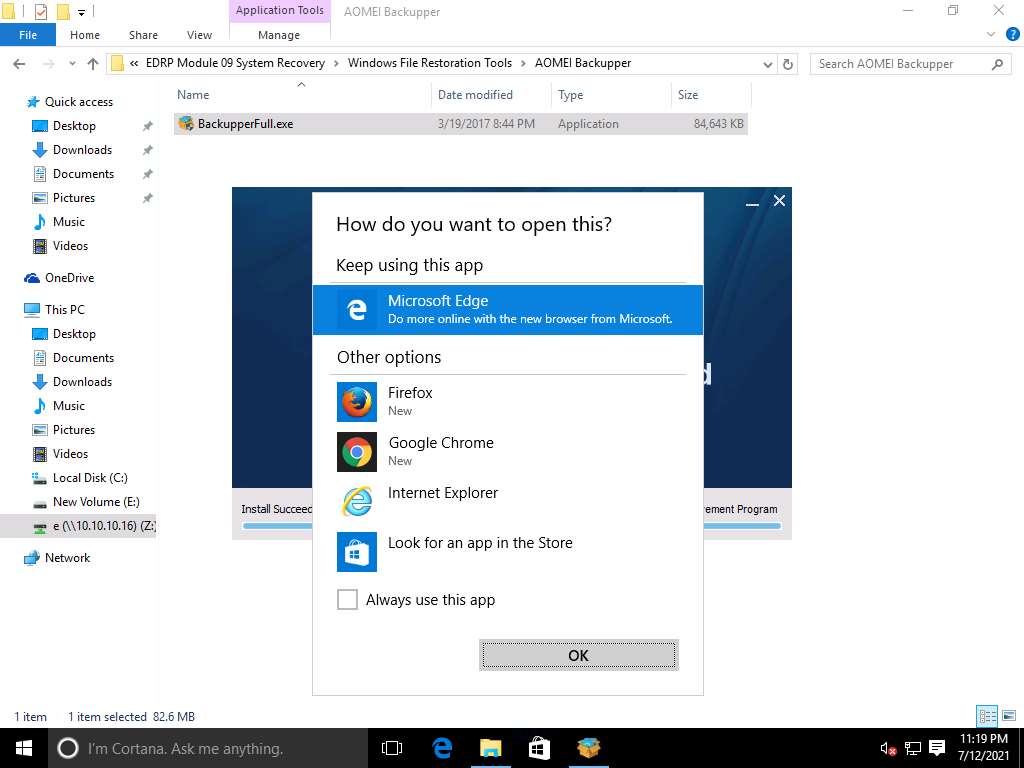 Application Tools
AOMEI Backupper
File
Home
Share
View
Manage
« EDRP Module 09 System Recovery › Windows File Restoration Tools › AOMEI Backupper
Search AOMEI Backupper
Name
Date modified
Type
Size
BackupperFull.exe
3/19/2017 8:44 PM
Application
84,643 KB
Quick access
Desktop
Downloads
Documents
Pictures
Music
Videos
OneDrive
This PC
Desktop
Documents
Downloads
Music
Pictures
Videos
Local Disk (C:)
New Volume (E:)
e (\\10.10.10.16) (Z:)
Network
How do you want to open this?
Keep using this app
Microsoft Edge
Do more online with the new browser from Microsoft.
Other options
Firefox
New
Google Chrome
New
Internet Explorer
Look for an app in the Store
Always use this app
OK
Install Succeed
rement Program
1 item
1 item selected 82.6 MB
I'm Cortana. Ask me anything.
11:19 PM
7/12/2021